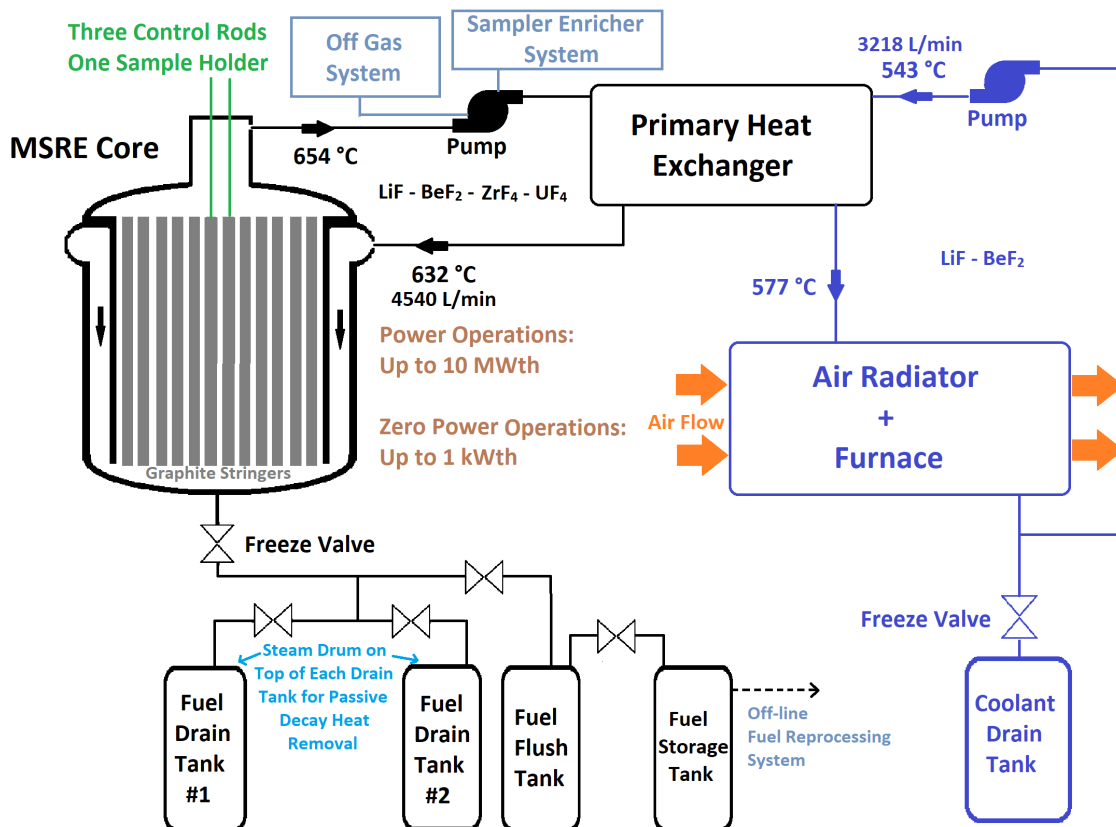 Three Control Rods
One Sample Holder
Off Gas
System
Sampler Enricher
System
3218 L/min
543 °C
MSRE Core
654 °C
Pump
Primary Heat
Exchanger
Pump
LiF - BeF₂ - ZrF₄ - UF₄
632 °C
4540 L/min
577 °C
LiF - BeF₂
Power Operations:
Up to 10 MWth
Zero Power Operations:
Up to 1 kWth
Air Flow
Air Radiator
+
Furnace
Graphite Stringers
Freeze Valve
Freeze Valve
Steam Drum on
Top of Each Drain
Tank for Passive
Decay Heat
Removal
Fuel
Drain
Tank
#1
Fuel
Drain
Tank
#2
Fuel
Flush
Tank
Fuel
Storage
Tank
Off-line
Fuel Reprocessing
System
Coolant
Drain
Tank